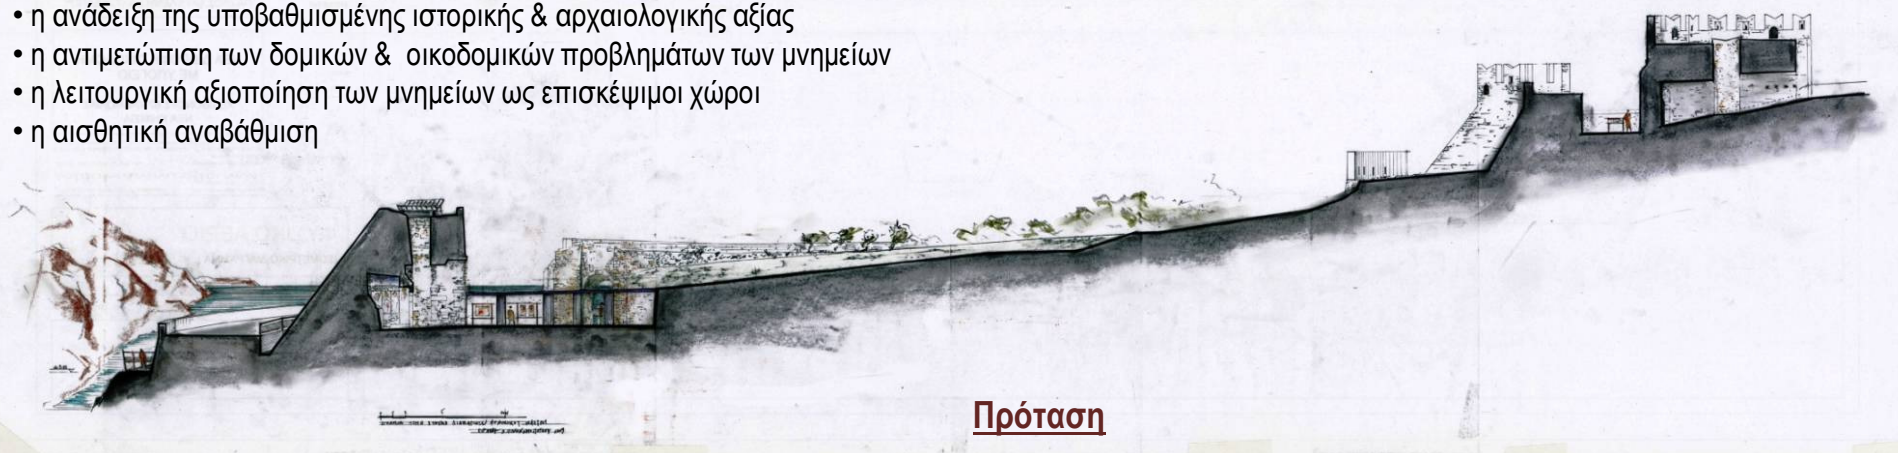 • η ανάδειξη της υποβαθμισμένης ιστορικής & αρχαιολογικής αξίας
• η αντιμετώπιση των δομικών & οικοδομικών προβλημάτων των μνημείων
• η λειτουργική αξιοποίηση των μνημείων ως επισκέψιμοι χώροι
• η αισθητική αναβάθμιση
Πρόταση